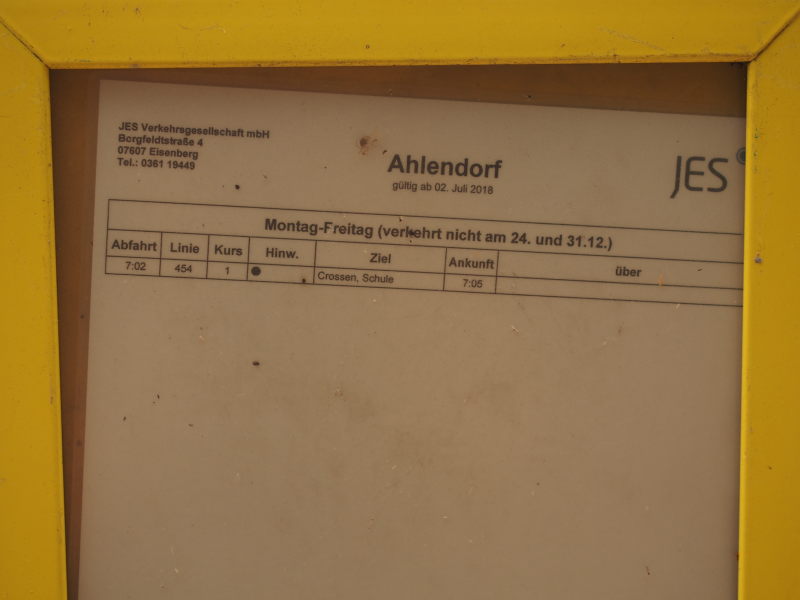 JES Verkehrsgesellschaft mbH
Borgfeldtstraße 4
07607 Eisenberg
Tel.: 0361 19449
Ahlendorf
gültig ab 02. Juli 2018
JES
Montag-Freitag (verkehrt nicht am 24. und 31.12.)
Abfahrt Linie Kurs Hinw. Ziel Ankunft über
7:02 454 1 ● Crossen, Schule 7:05